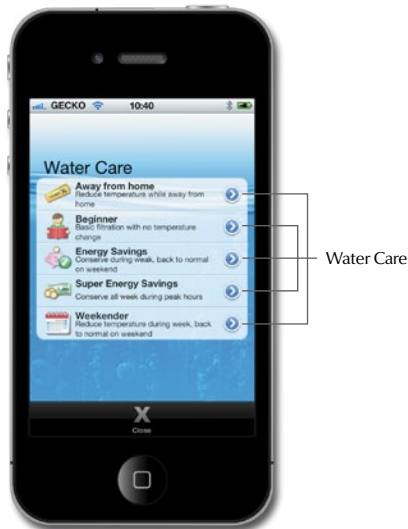 GECKO 10:40
Water Care
Away from home
Reduce temperature while away from
home
Beginner
Basic filtration with no temperature
change
Energy Savings
Conserve during weak, back to normal
on weekend
Super Energy Savings
Conserve all week during peak hours
Weekender
Reduce temperature during week, back
to normal on weekend
Water Care
X
Close